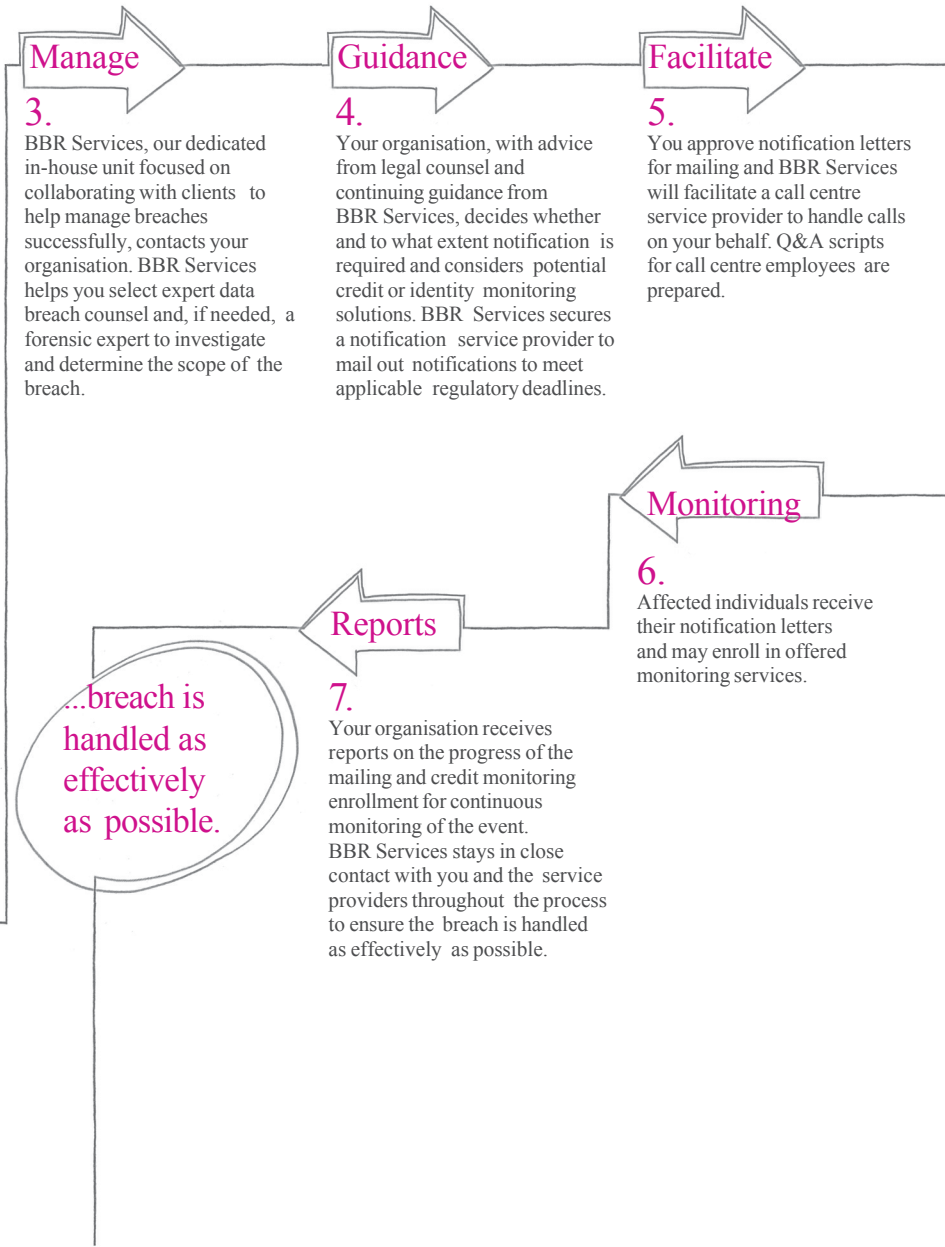 Manage
3.
BBR Services, our dedicated
in-house unit focused on
collaborating with clients to
help manage breaches
successfully, contacts your
organisation. BBR Services
helps you select expert data
breach counsel and, if needed, a
forensic expert to investigate
and determine the scope of the
breach.
Guidance
4.
Your organisation, with advice
from legal counsel and
continuing guidance from
BBR Services, decides whether
and to what extent notification is
required and considers potential
credit or identity monitoring
solutions. BBR Services secures
a notification service provider to
mail out notifications to meet
applicable regulatory deadlines.
Facilitate
5.
You approve notification letters
for mailing and BBR Services
will facilitate a call centre
service provider to handle calls
on your behalf. Q&A scripts
for call centre employees are
prepared.
Monitoring
6.
Affected individuals receive
their notification letters
and may enroll in offered
monitoring services.
Reports
7.
Your organisation receives
reports on the progress of the
mailing and credit monitoring
enrollment for continuous
monitoring of the event.
BBR Services stays in close
contact with you and the service
providers throughout the process
to ensure the breach is handled
as effectively as possible.
...breach is
handled as
effectively
as possible.